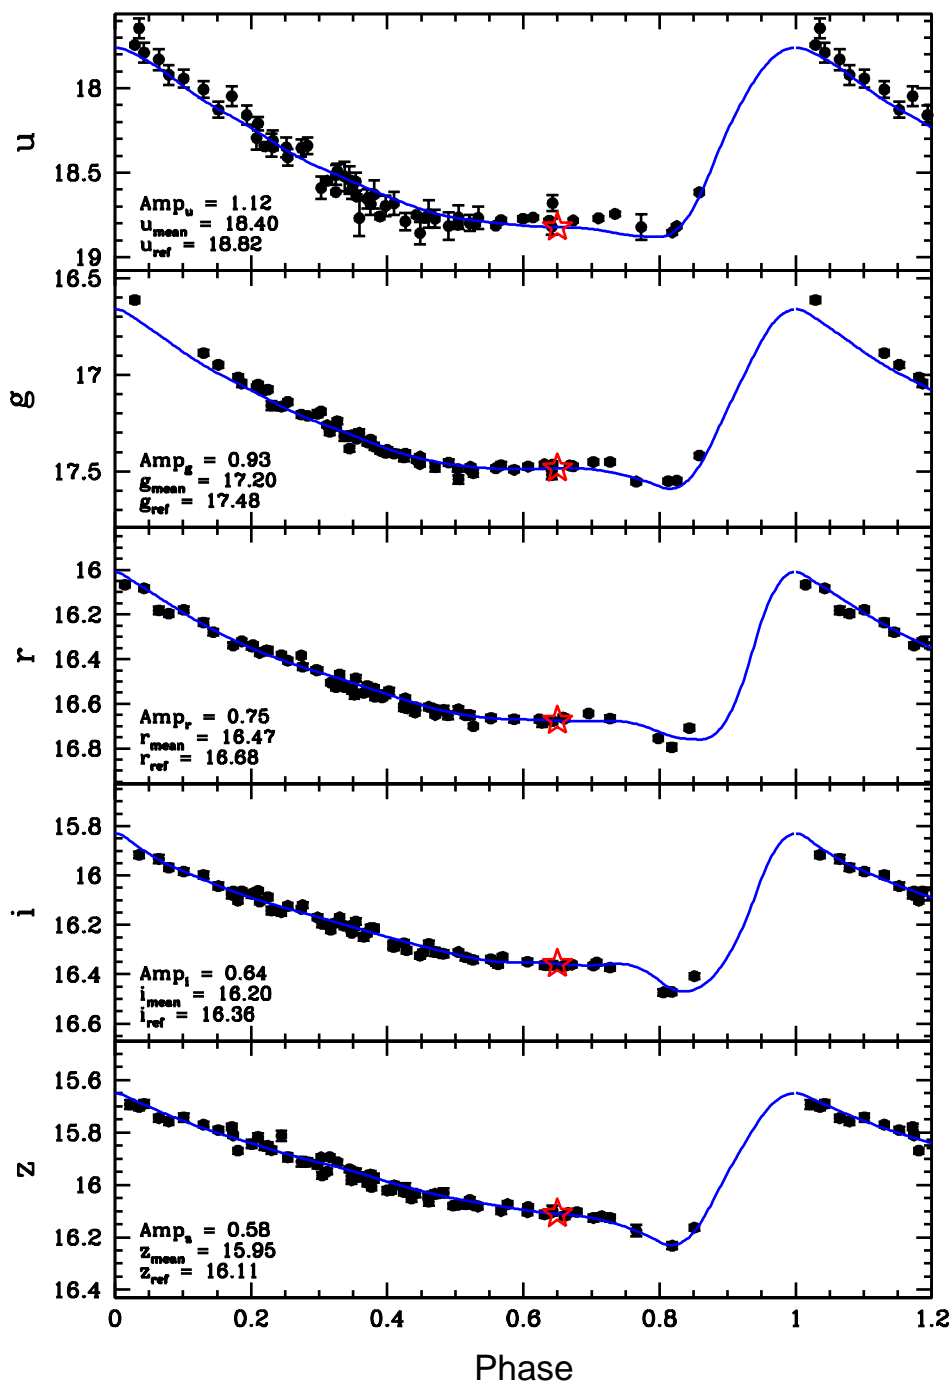 u
18
18.5
19
Amp_u = 1.12
u_mean = 18.40
u_ref = 18.82
g
16.5
17
17.5
Amp_g = 0.93
g_mean = 17.20
g_ref = 17.48
r
16
16.2
16.4
16.6
16.8
Amp_r = 0.75
r_mean = 16.47
r_ref = 16.68
i
15.8
16
16.2
16.4
16.6
Amp_i = 0.64
i_mean = 16.20
i_ref = 16.36
z
15.6
15.8
16
16.2
16.4
Amp_z = 0.58
z_mean = 15.95
z_ref = 16.11
0 0.2 0.4 0.6 0.8 1 1.2
Phase